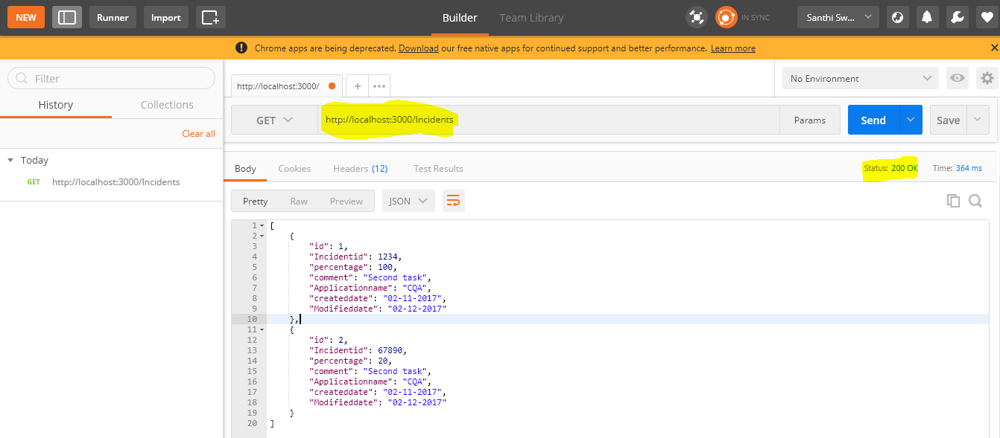 NEW Runner Import Builder Team Library IN SYNC Santhi Sw...
! Chrome apps are being deprecated. Download our free native apps for continued support and better performance. Learn more
Filter
History Collections
Clear all
Today
GET http://localhost:3000/Incidents
http://localhost:3000/ + ••• No Environment
GET http://localhost:3000/Incidents Params Send Save
Body Cookies Headers (12) Test Results Status: 200 OK Time: 364 ms
Pretty Raw Preview JSON
1 [
2 {
3 "id": 1,
4 "Incidentid": 1234,
5 "percentage": 100,
6 "comment": "Second task",
7 "Applicationname": "CQA",
8 "createddate": "02-11-2017",
9 "Modifieddate": "02-12-2017"
10 },
11 {
12 "id": 2,
13 "Incidentid": 67890,
14 "percentage": 20,
15 "comment": "Second task",
16 "Applicationname": "CQA",
17 "createddate": "02-11-2017",
18 "Modifieddate": "02-12-2017"
19 }
20 ]